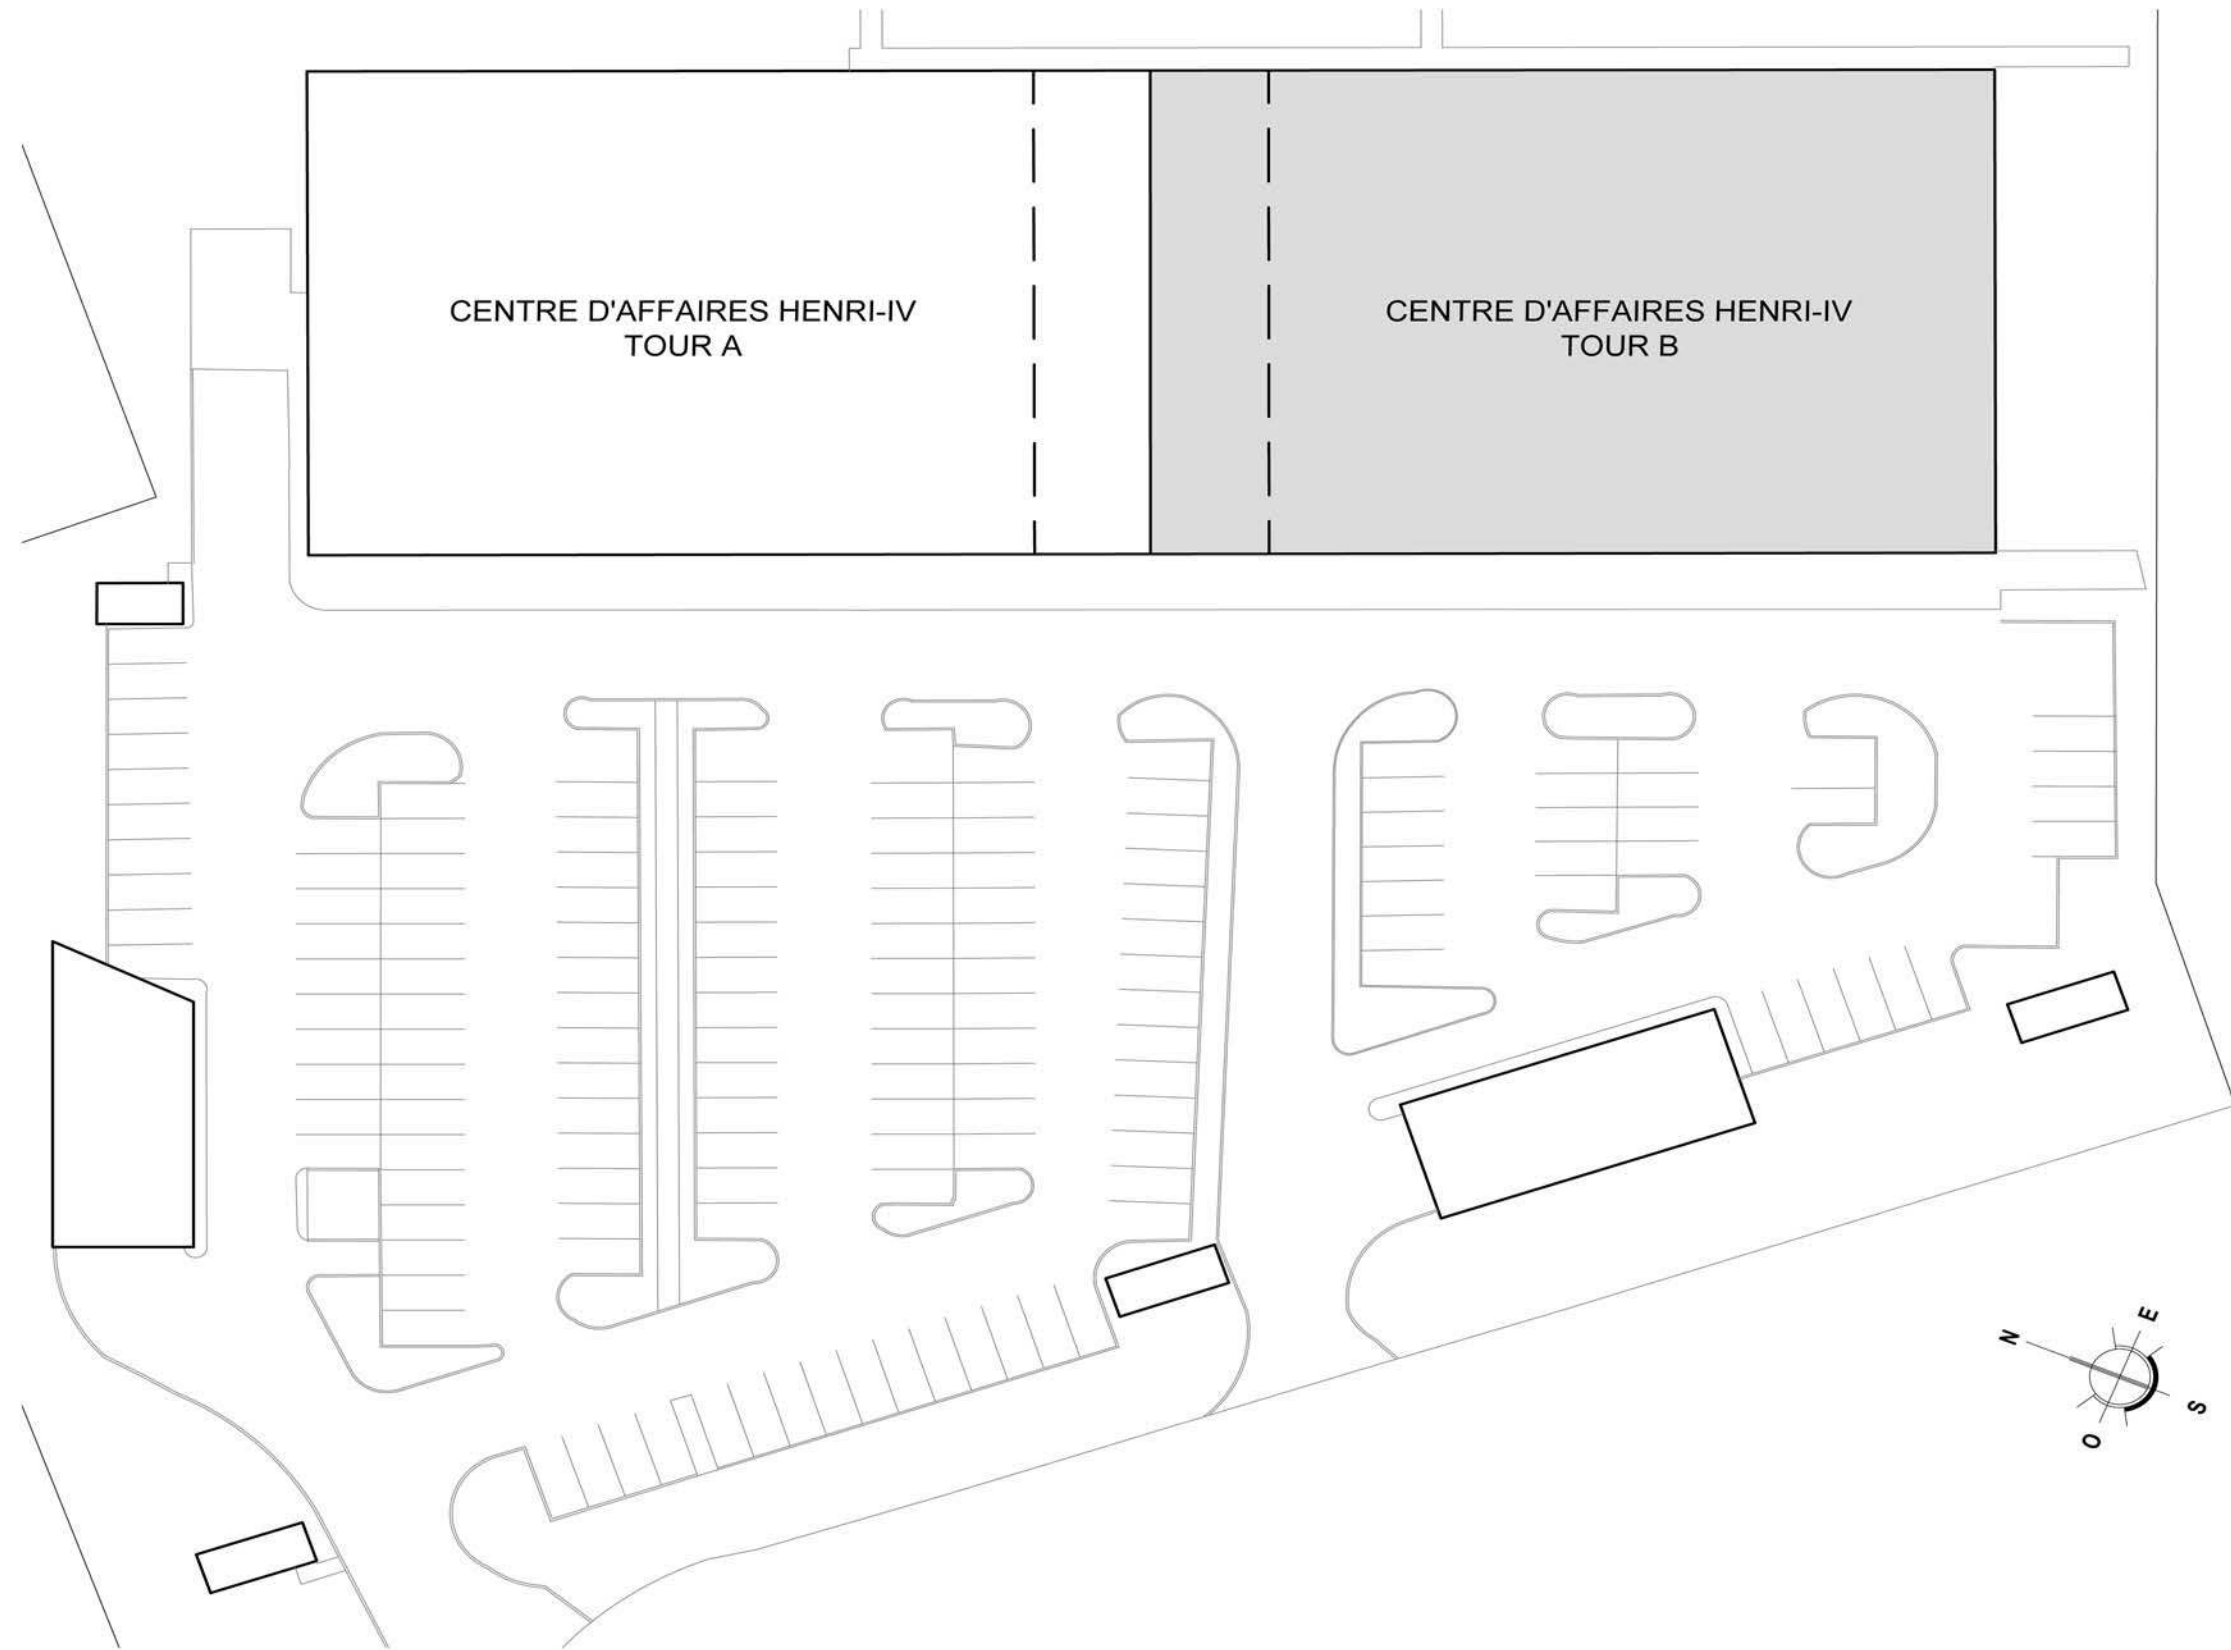 CENTRE D'AFFAIRES HENRI-IV
TOUR A
CENTRE D'AFFAIRES HENRI-IV
TOUR B
N
E
S
O